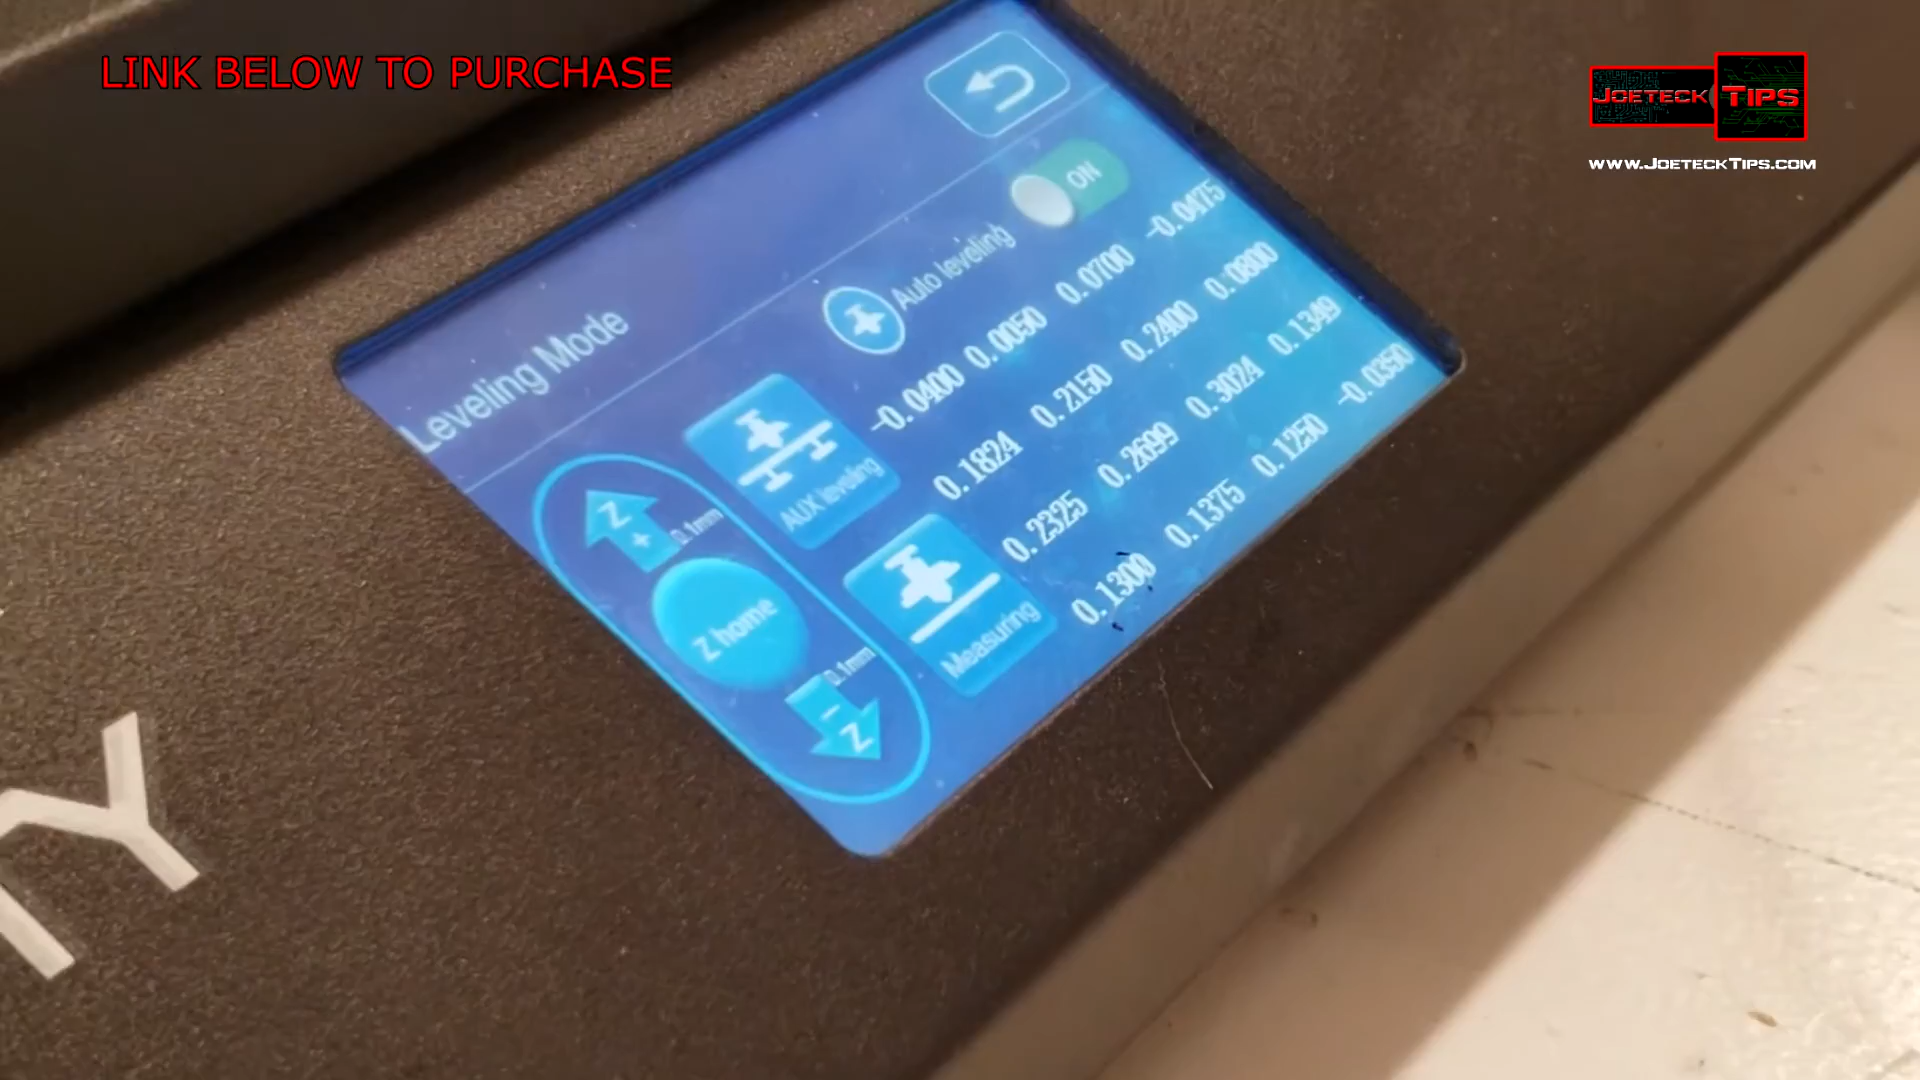 LINK BELOW TO PURCHASE
JOETECK TIPS
WWW.JOETECKTIPS.COM
Leveling Mode
Auto leveling
ON
Z
+
0.1mm
Z home
0.1mm
-
Z
AUX leveling
Measuring
-0.0400 0.0050 0.0700 -0.0475
0.1824 0.2150 0.2400 0.0800
0.2325 0.2699 0.3024 0.1349
0.1300 0.1375 0.1250 -0.0350
Y